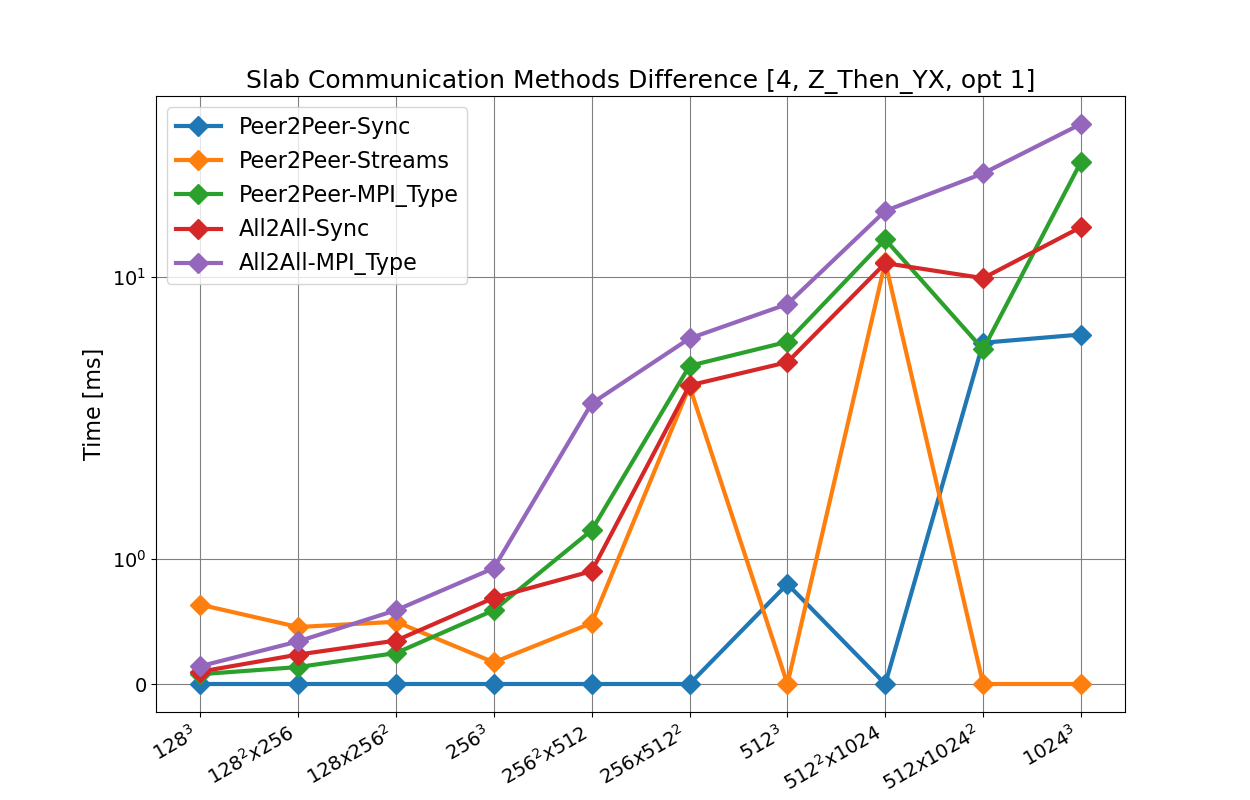 Slab Communication Methods Difference [4, Z_Then_YX, opt 1]
Peer2Peer-Sync
Peer2Peer-Streams
Peer2Peer-MPI_Type
All2All-Sync
All2All-MPI_Type
Time [ms]
10¹
10⁰
0
128³
128²x256
128x256²
256³
256²x512
256x512²
512³
512²x1024
512x1024²
1024³